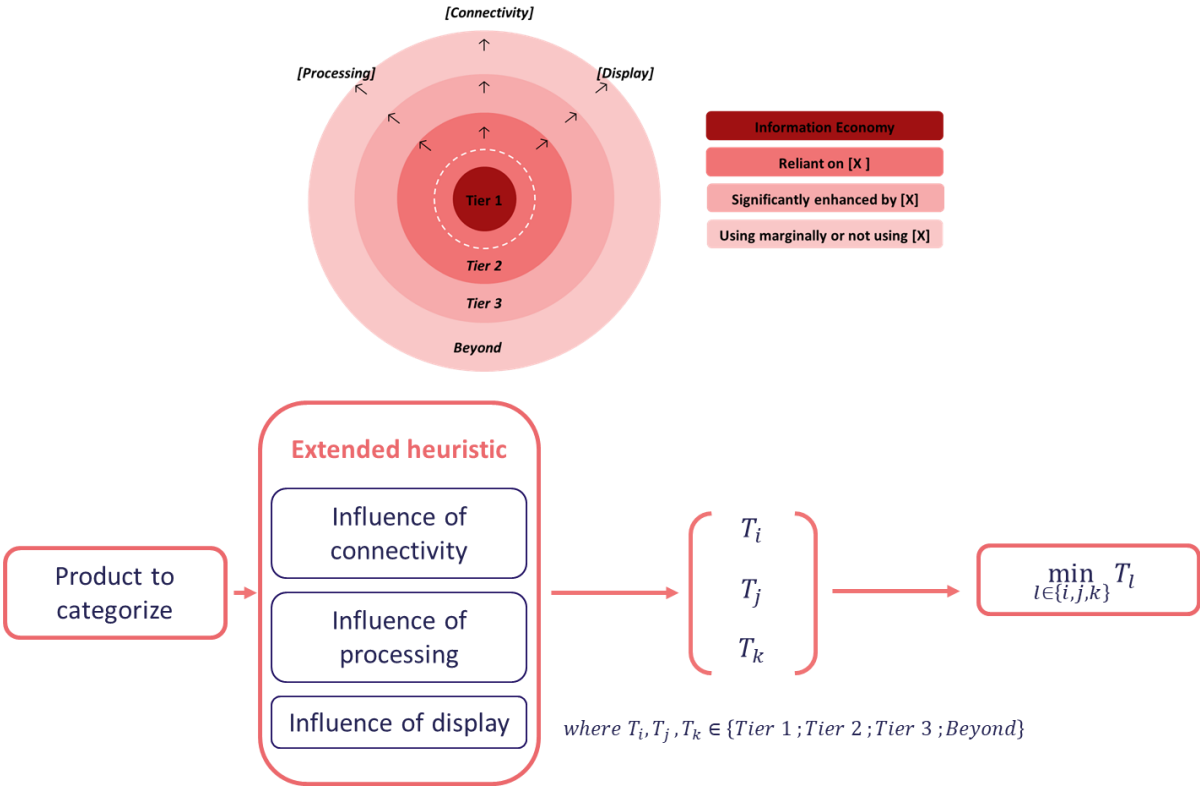 [Connectivity]
[Processing]
[Display]
Tier 1
Tier 2
Tier 3
Beyond
Information Economy
Reliant on [X ]
Significantly enhanced by [X]
Using marginally or not using [X]
Product to
categorize
Extended heuristic
Influence of
connectivity
Influence of
processing
Influence of display
T_i
T_j
T_k
where T_i, T_j, T_k ∈ {Tier 1 ; Tier 2 ; Tier 3 ; Beyond}
min T_l
l∈{i,j,k}